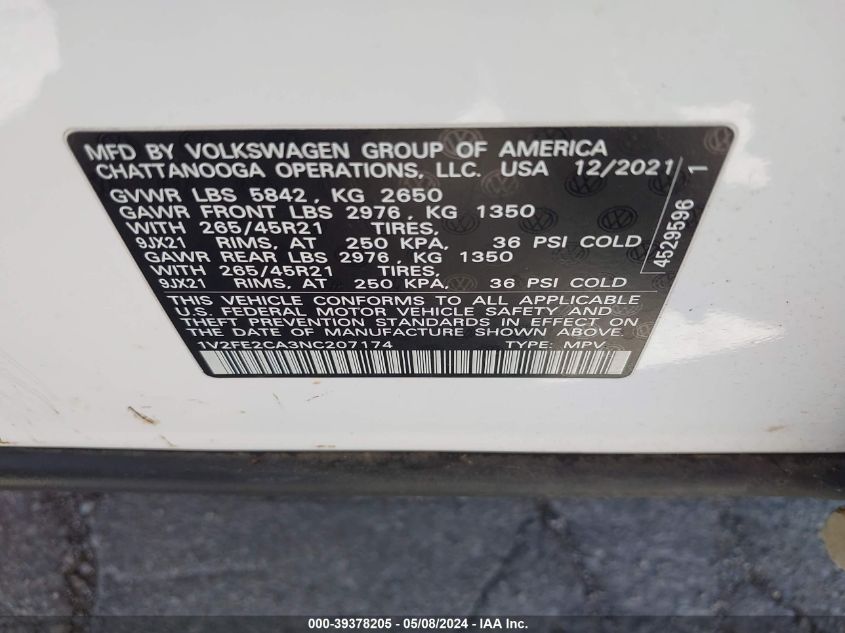 MFD BY VOLKSWAGEN GROUP OF AMERICA
CHATTANOOGA OPERATIONS, LLC. USA 12/2021
GVWR LBS 5842, KG 2650
GAWR FRONT LBS 2976, KG 1350
WITH 265/45R21 TIRES,
9JX21 RIMS, AT 250 KPA, 36 PSI COLD
GAWR REAR LBS 2976, KG 1350
WITH 265/45R21 TIRES,
9JX21 RIMS, AT 250 KPA, 36 PSI COLD
THIS VEHICLE CONFORMS TO ALL APPLICABLE
U.S. FEDERAL MOTOR VEHICLE SAFETY AND
THEFT PREVENTION STANDARDS IN EFFECT ON
THE DATE OF MANUFACTURE SHOWN ABOVE
1V2FE2CA3NC207174 TYPE: MPV
4529596 1
000-39378205 - 05/08/2024 - IAA Inc.